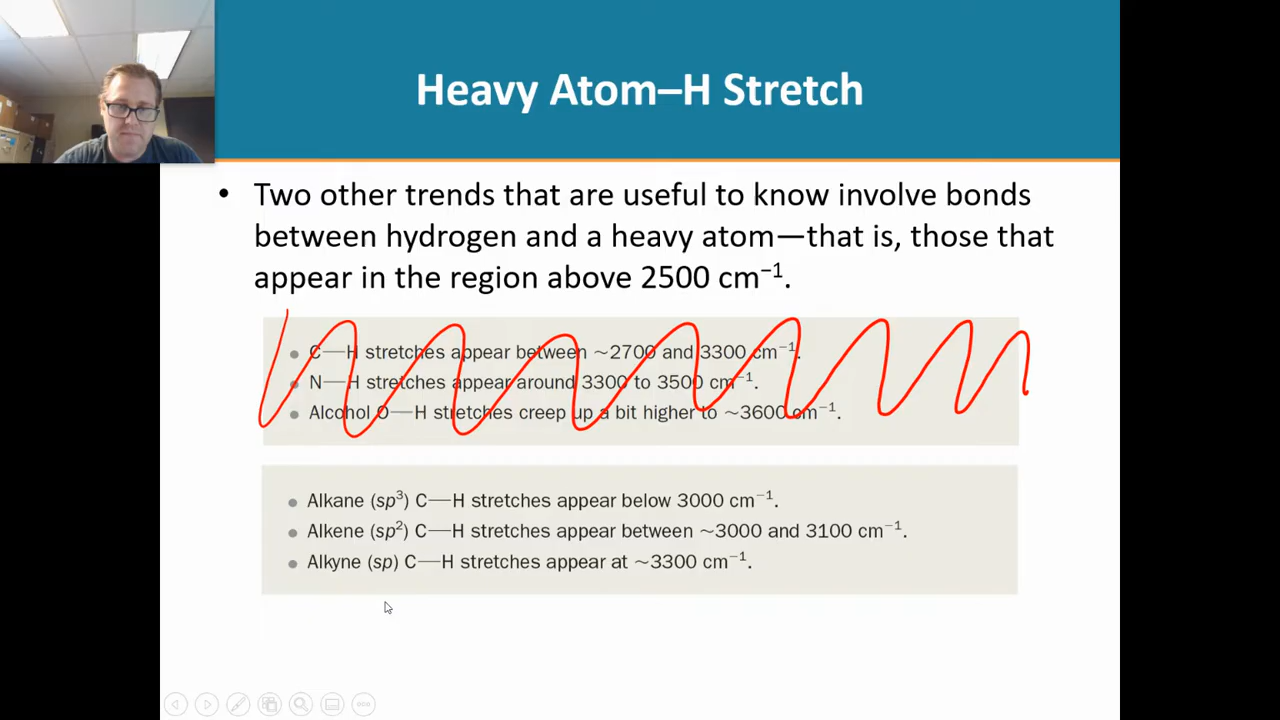 Heavy Atom–H Stretch
• Two other trends that are useful to know involve bonds
between hydrogen and a heavy atom—that is, those that
appear in the region above 2500 cm⁻¹.
• C—H stretches appear between ~2700 and 3300 cm⁻¹.
• N—H stretches appear around 3300 to 3500 cm⁻¹.
• Alcohol O—H stretches creep up a bit higher to ~3600 cm⁻¹.
• Alkane (sp³) C—H stretches appear below 3000 cm⁻¹.
• Alkene (sp²) C—H stretches appear between ~3000 and 3100 cm⁻¹.
• Alkyne (sp) C—H stretches appear at ~3300 cm⁻¹.